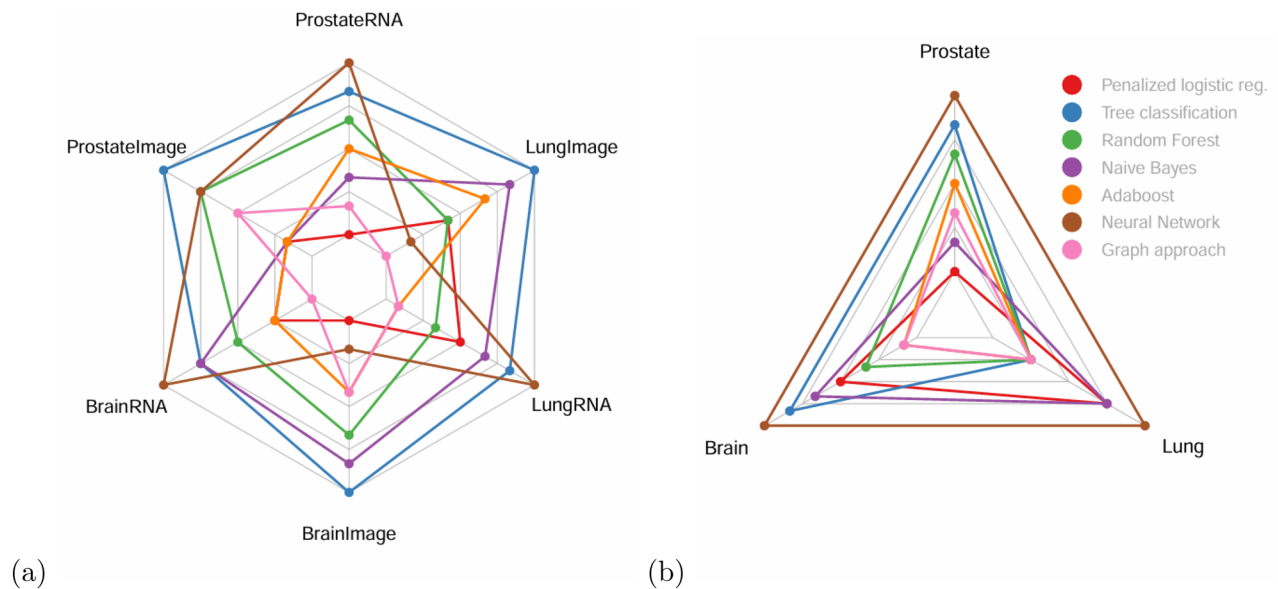 ProstateRNA
ProstateImage
LungImage
BrainRNA
LungRNA
BrainImage
(a)
Prostate
Penalized logistic reg.
Tree classification
Random Forest
Naive Bayes
Adaboost
Neural Network
Graph approach
Brain
Lung
(b)